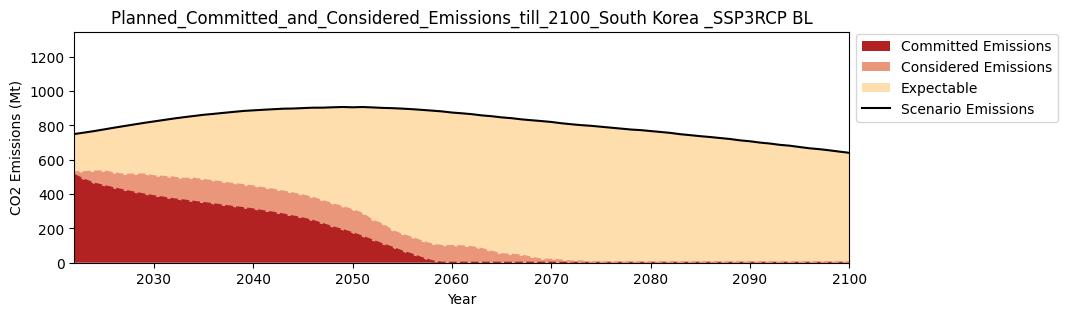 Planned_Committed_and_Considered_Emissions_till_2100_South Korea _SSP3RCP BL
Committed Emissions
Considered Emissions
Expectable
Scenario Emissions
CO2 Emissions (Mt)
1200
1000
800
600
400
200
0
2030 2040 2050 2060 2070 2080 2090 2100
Year